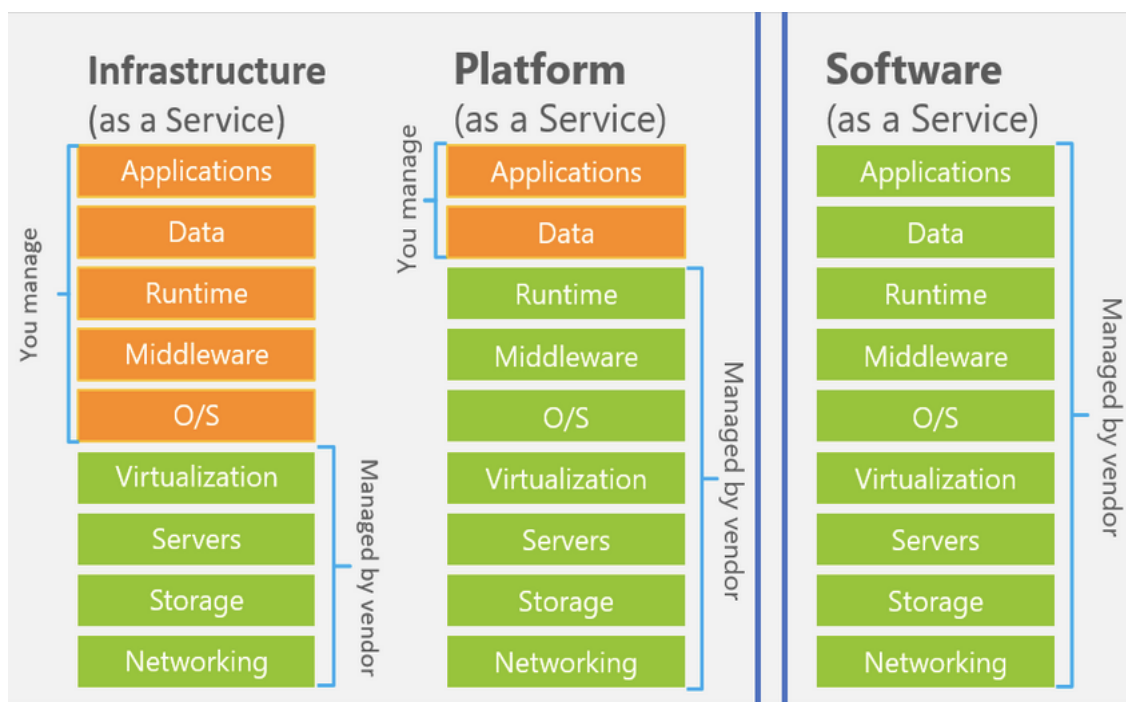 Infrastructure
(as a Service)
You manage
Applications
Data
Runtime
Middleware
O/S
Virtualization
Servers
Storage
Networking
Managed by vendor
Platform
(as a Service)
You manage
Applications
Data
Runtime
Middleware
O/S
Virtualization
Servers
Storage
Networking
Managed by vendor
Software
(as a Service)
Applications
Data
Runtime
Middleware
O/S
Virtualization
Servers
Storage
Networking
Managed by vendor